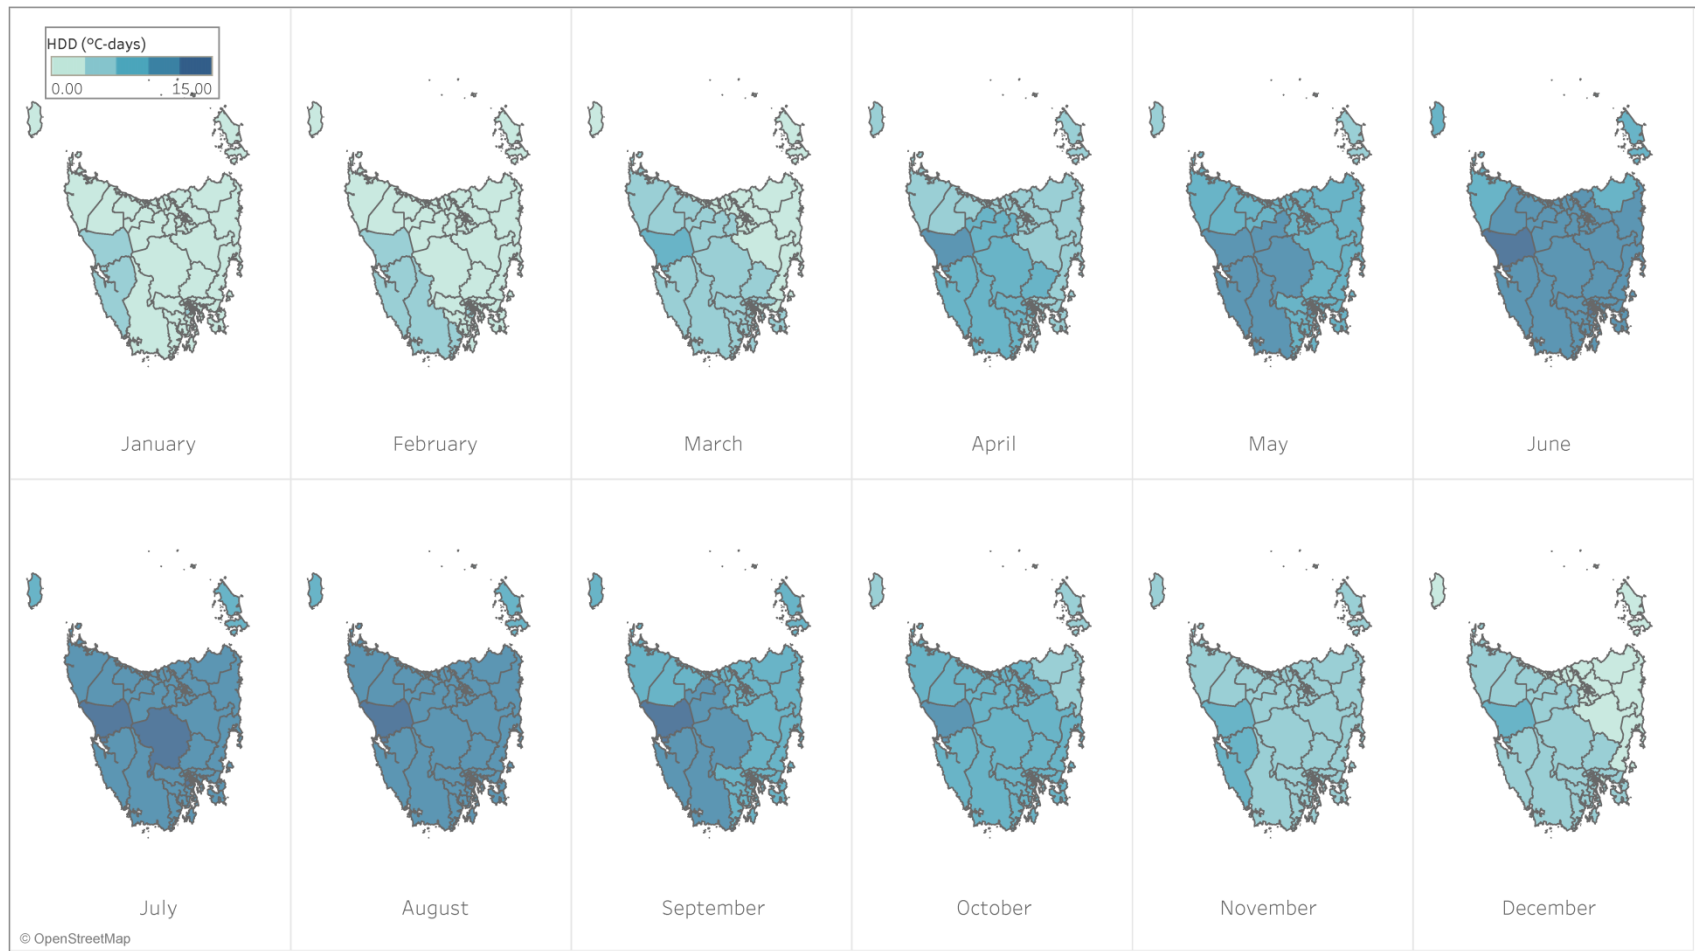 HDD (°C-days)
0.00 15.00
January February March April May June
July August September October November December
© OpenStreetMap